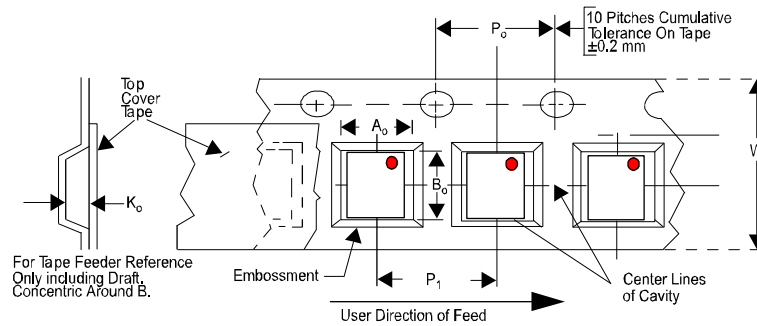 10 Pitches Cumulative
Tolerance On Tape
±0.2 mm
Po
Top
Cover
Tape
Ao
W
Bo
Ko
For Tape Feeder Reference
Only including Draft.
Concentric Around B.
Embossment
P1
Center Lines
of Cavity
User Direction of Feed